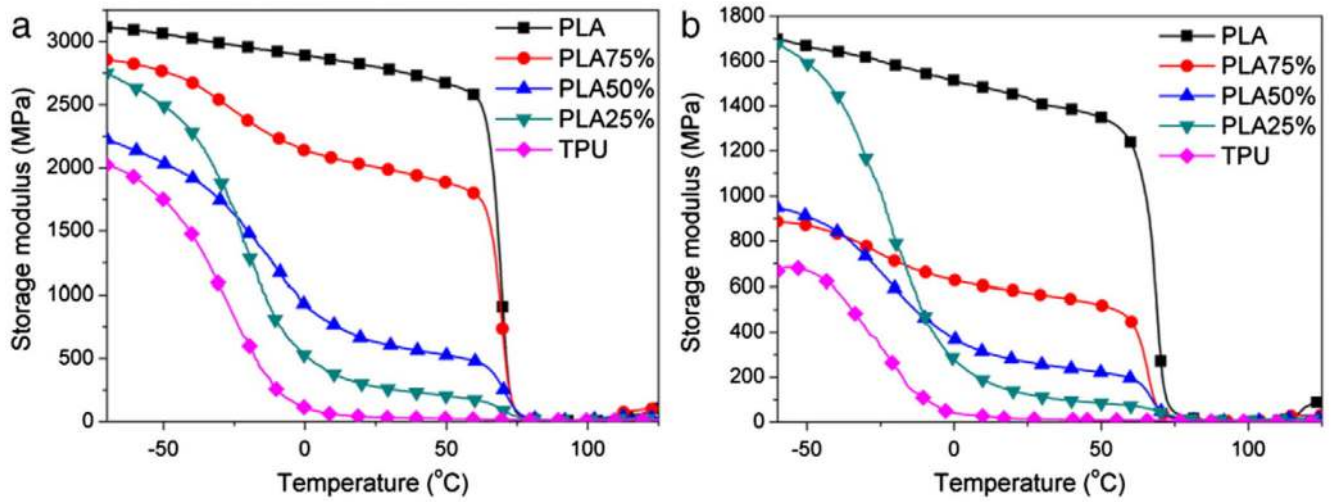 a
Storage modulus (MPa)
3000
2500
2000
1500
1000
500
0
PLA
PLA75%
PLA50%
PLA25%
TPU
-50
0
50
100
Temperature (°C)
b
Storage modulus (MPa)
1800
1600
1400
1200
1000
800
600
400
200
0
PLA
PLA75%
PLA50%
PLA25%
TPU
-50
0
50
100
Temperature (°C)